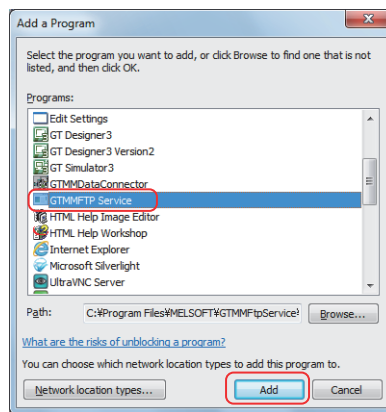 Add a Program
Select the program you want to add, or click Browse to find one that is not
listed, and then click OK.
Programs:
Edit Settings
GT Designer3
GT Designer3 Version2
GT Simulator3
GTMMDataConnector
GTMMFTP Service
HTML Help Image Editor
HTML Help Workshop
Internet Explorer
Microsoft Silverlight
UltraVNC Server
Path: C:¥Program Files¥MELSOFT¥GTMMFtpService¥ Browse...
What are the risks of unblocking a program?
You can choose which network location types to add this program to.
Network location types... Add Cancel